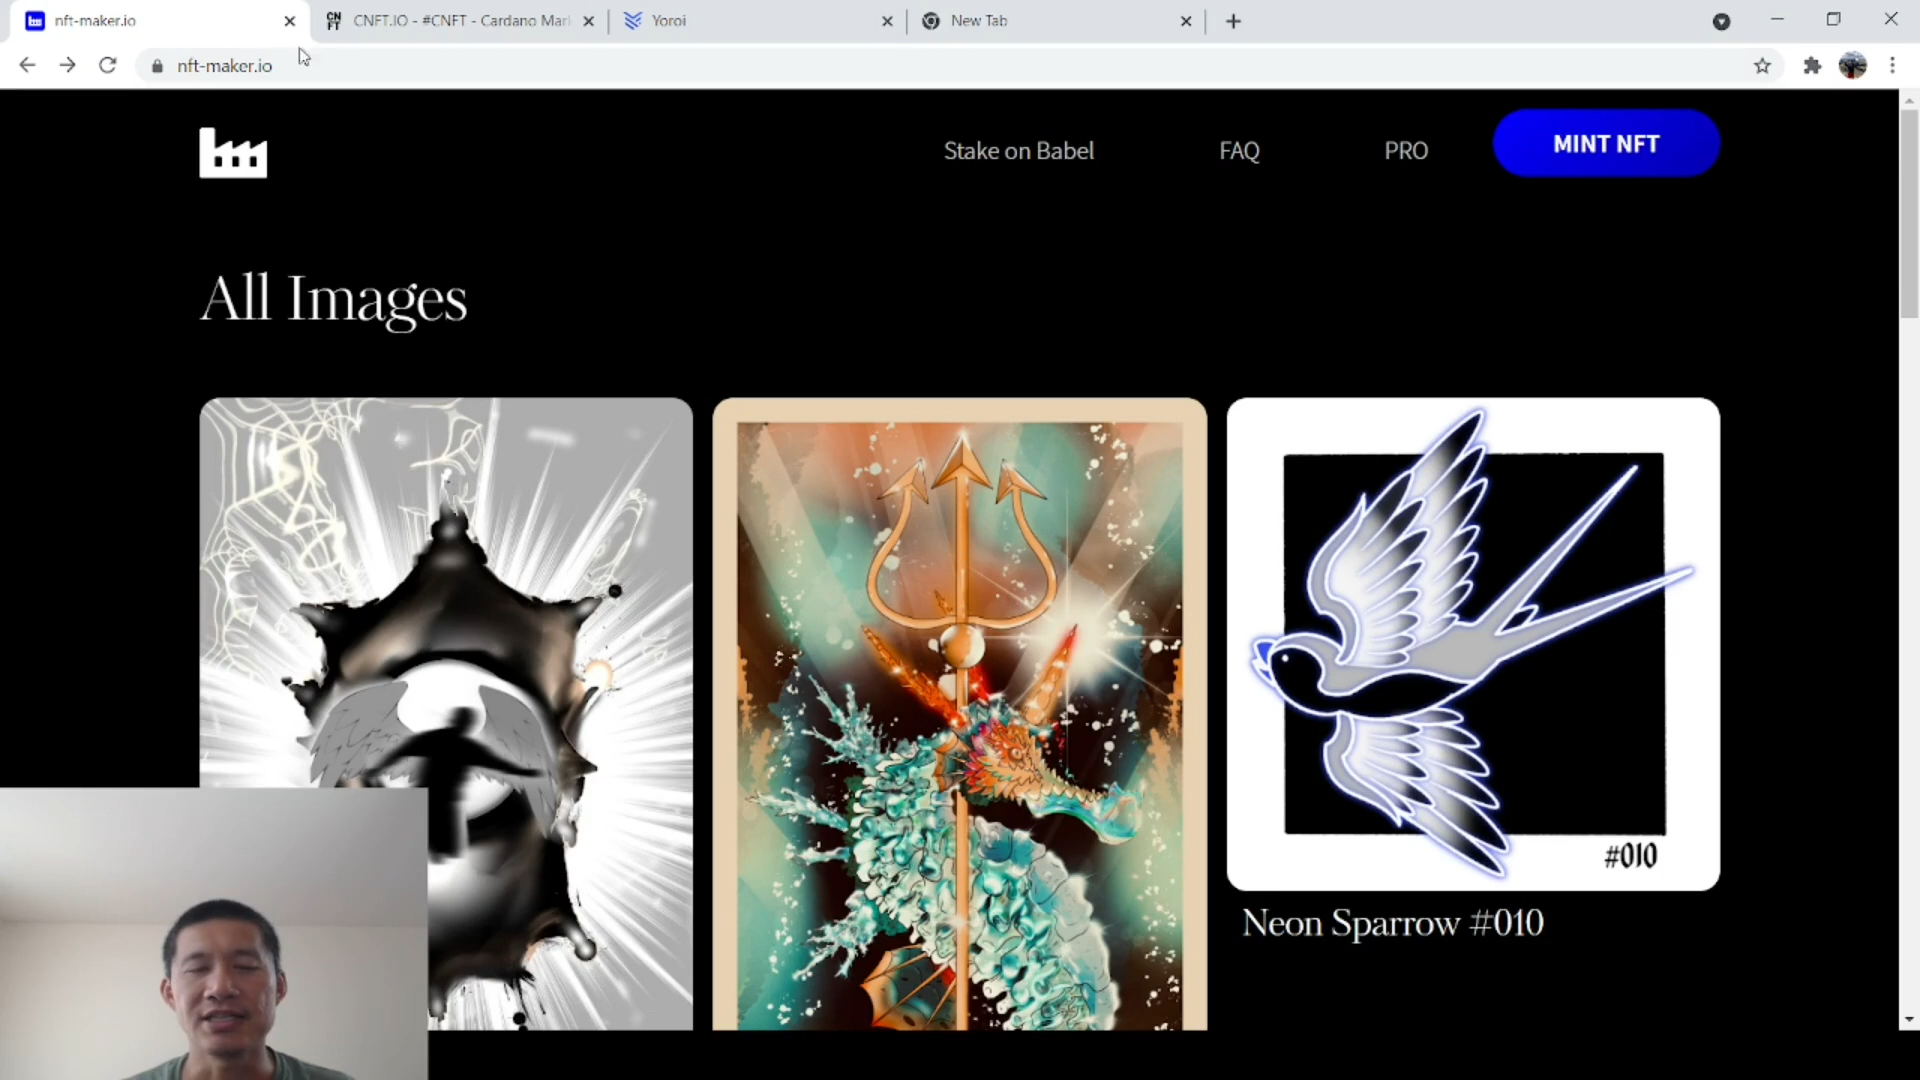 nft-maker.io
CNFT.IO - #CNFT - Cardano Mar
Yoroi
New Tab
nft-maker.io
Stake on Babel
FAQ
PRO
MINT NFT
All Images
#010
Neon Sparrow #010